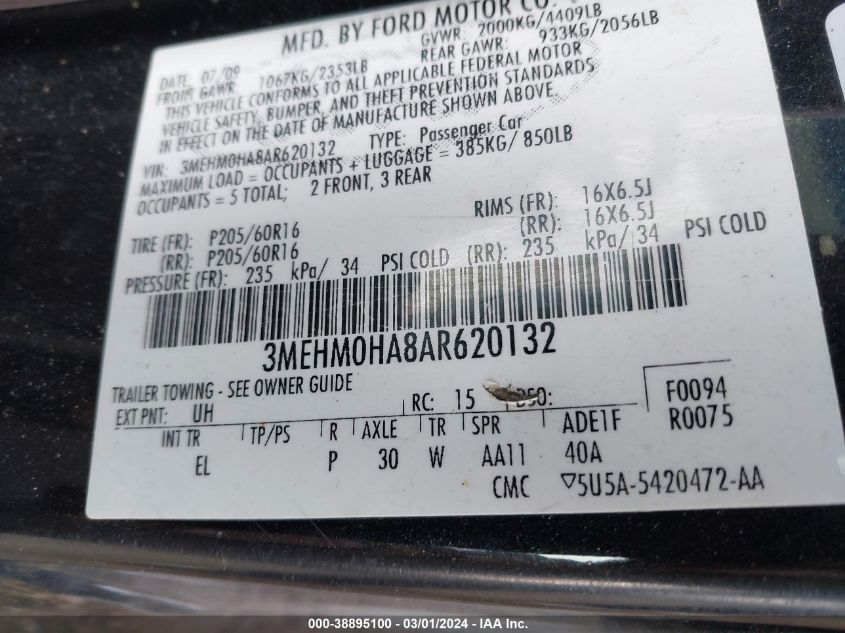 MFD. BY FORD MOTOR CO.
DATE 07/09 GVWR: 2000KG/4409LB
FRONT GAWR: 1067KG/2353LB REAR GAWR: 933KG/2056LB
THIS VEHICLE CONFORMS TO ALL APPLICABLE FEDERAL MOTOR
VEHICLE SAFETY, BUMPER, AND THEFT PREVENTION STANDARDS
IN EFFECT ON THE DATE OF MANUFACTURE SHOWN ABOVE.
VIN: 3MEHM0HA8AR620132 TYPE: Passenger Car
MAXIMUM LOAD = OCCUPANTS + LUGGAGE = 385KG/ 850LB
OCCUPANTS = 5 TOTAL; 2 FRONT, 3 REAR
TIRE (FR): P205/60R16 RIMS (FR): 16X6.5J
(RR): P205/60R16 (RR): 16X6.5J
PRESSURE (FR): 235 kPa/ 34 PSI COLD (RR): 235 kPa/ 34 PSI COLD
3MEHM0HA8AR620132
TRAILER TOWING - SEE OWNER GUIDE
EXT PNT: UH RC: 15 DSO: F0094
INT TR TP/PS R AXLE TR SPR ADE1F R0075
EL P 30 W AA11 40A
CMC ▽5U5A-5420472-AA
000-38895100 - 03/01/2024 - IAA Inc.